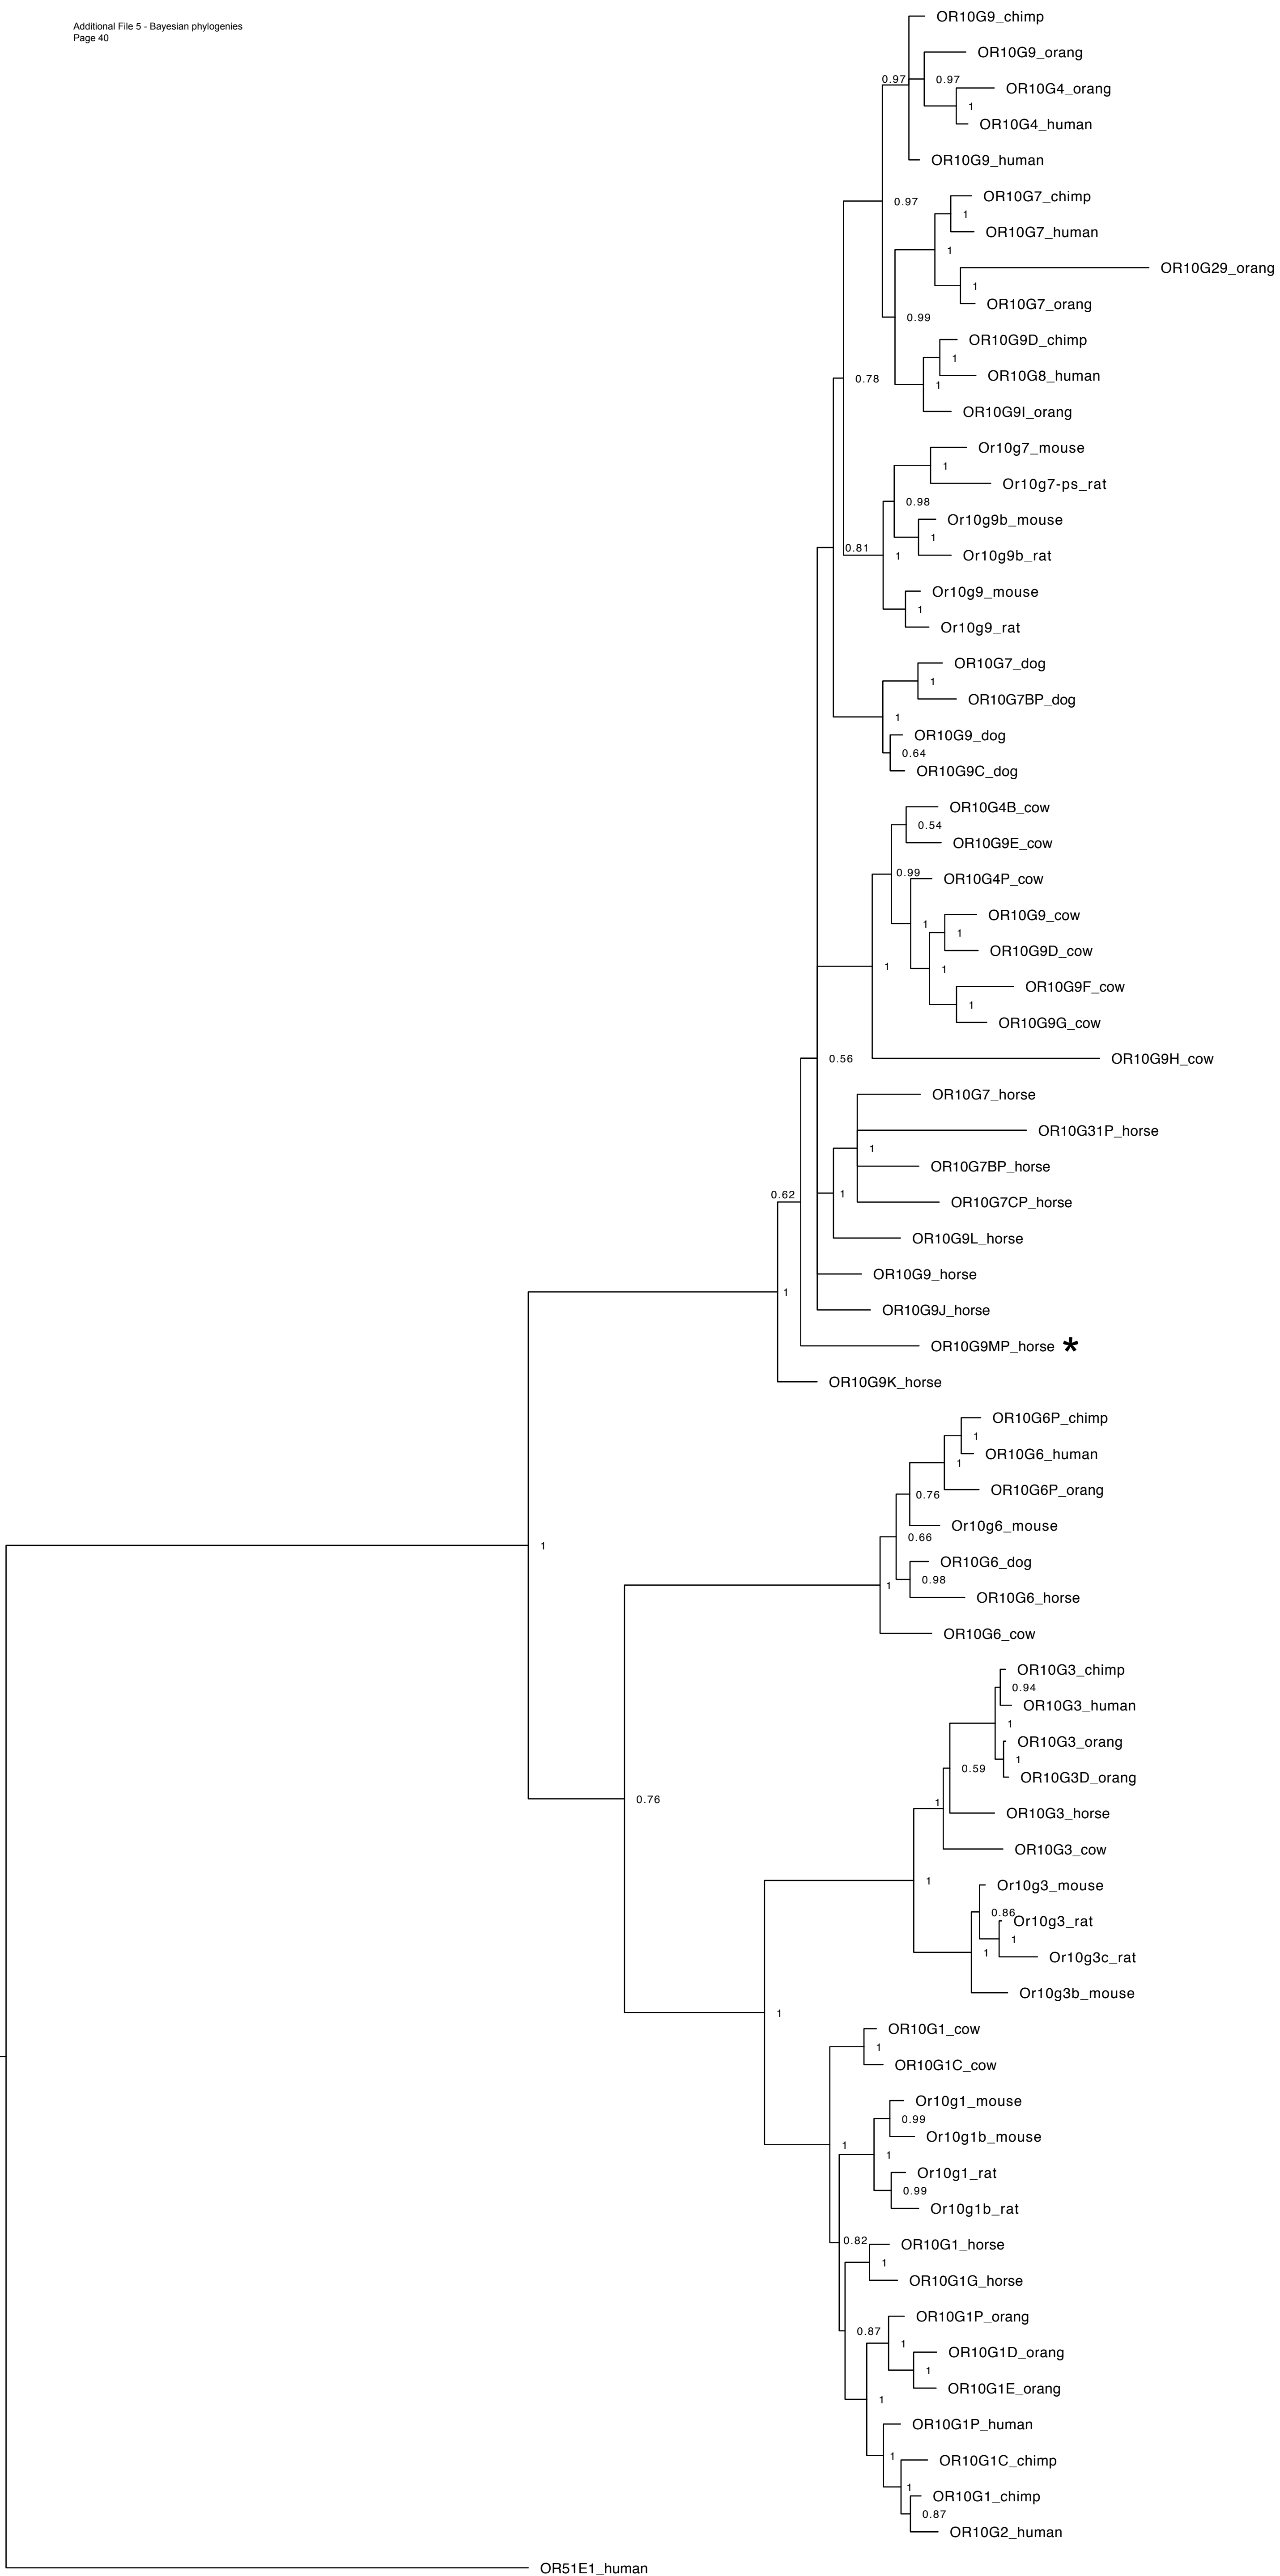 Additional File 5 - Bayesian phylogenies
Page 40
OR10G9_chimp
OR10G9_orang
0.97
0.97
OR10G4_orang
1
OR10G4_human
OR10G9_human
OR10G7_chimp
0.97
1
OR10G7_human
1
OR10G29_orang
1
OR10G7_orang
0.99
OR10G9D_chimp
1
OR10G8_human
0.78
1
OR10G9I_orang
Or10g7_mouse
1
Or10g7-ps_rat
0.98
Or10g9b_mouse
1
0.81
1
Or10g9b_rat
Or10g9_mouse
1
Or10g9_rat
OR10G7_dog
1
OR10G7BP_dog
1
OR10G9_dog
0.64
OR10G9C_dog
OR10G4B_cow
0.54
OR10G9E_cow
0.99
OR10G4P_cow
OR10G9_cow
1
1
OR10G9D_cow
1
1
OR10G9F_cow
1
OR10G9G_cow
0.56
OR10G9H_cow
OR10G7_horse
OR10G31P_horse
1
OR10G7BP_horse
0.62
1
OR10G7CP_horse
OR10G9L_horse
OR10G9_horse
1
OR10G9J_horse
OR10G9MP_horse *
OR10G9K_horse
OR10G6P_chimp
1
OR10G6_human
1
OR10G6P_orang
0.76
Or10g6_mouse
0.66
1
OR10G6_dog
0.98
1
OR10G6_horse
OR10G6_cow
OR10G3_chimp
0.94
OR10G3_human
1
OR10G3_orang
1
0.59
OR10G3D_orang
0.76
1
OR10G3_horse
OR10G3_cow
1
Or10g3_mouse
0.86
Or10g3_rat
1
1
Or10g3c_rat
Or10g3b_mouse
1
OR10G1_cow
1
OR10G1C_cow
Or10g1_mouse
0.99
Or10g1b_mouse
1
1
Or10g1_rat
0.99
Or10g1b_rat
0.82
OR10G1_horse
1
OR10G1G_horse
OR10G1P_orang
0.87
1
OR10G1D_orang
1
OR10G1E_orang
1
OR10G1P_human
1
OR10G1C_chimp
1
OR10G1_chimp
0.87
OR10G2_human
OR51E1_human